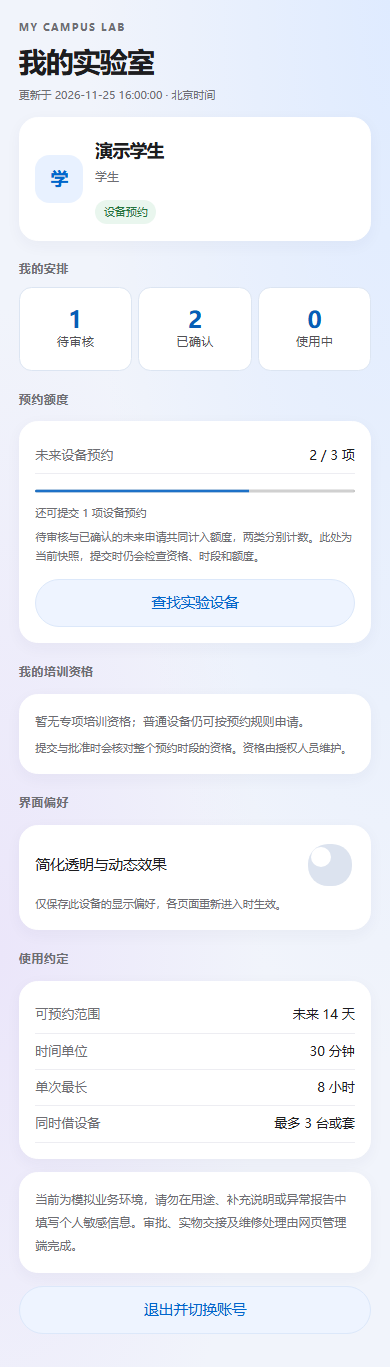 MY CAMPUS LAB
我的实验室
更新于 2026-11-25 16:00:00 · 北京时间
学
演示学生
学生
设备预约
我的安排
1
待审核
2
已确认
0
使用中
预约额度
未来设备预约
2 / 3 项
还可提交 1 项设备预约
待审核与已确认的未来申请共同计入额度，两类分别计数。此处为
当前快照，提交时仍会检查资格、时段和额度。
查找实验设备
我的培训资格
暂无专项培训资格；普通设备仍可按预约规则申请。
提交与批准时会核对整个预约时段的资格。资格由授权人员维护。
界面偏好
简化透明与动态效果
仅保存此设备的显示偏好，各页面重新进入时生效。
使用约定
可预约范围
未来 14 天
时间单位
30 分钟
单次最长
8 小时
同时借设备
最多 3 台或套
当前为模拟业务环境，请勿在用途、补充说明或异常报告中
填写个人敏感信息。审批、实物交接及维修处理由网页管理
端完成。
退出并切换账号